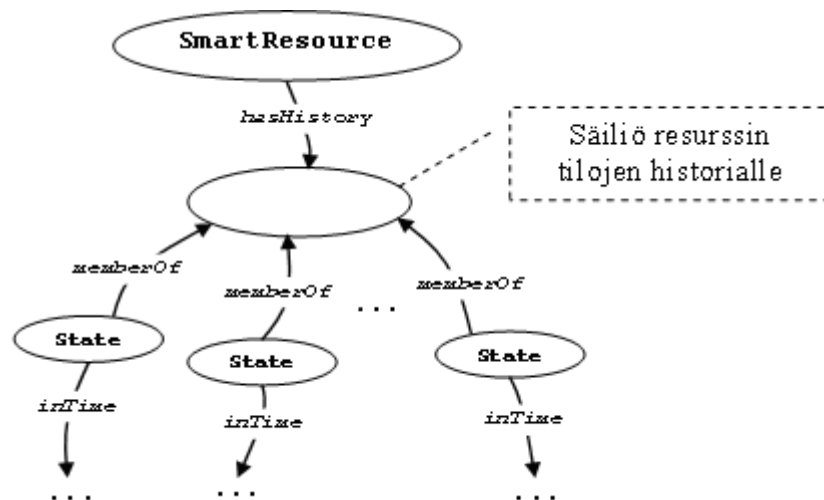 SmartResource
hasHistory
Säiliö resurssin
tilojen historialle
memberOf
memberOf
memberOf
...
State
State
State
inTime
inTime
inTime
...
...
...